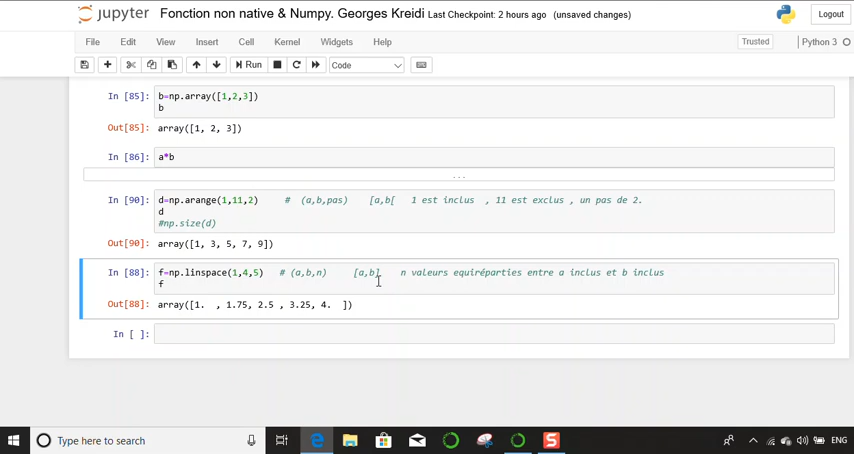 jupyter Fonction non native & Numpy. Georges Kreidi Last Checkpoint: 2 hours ago (unsaved changes) Logout
File Edit View Insert Cell Kernel Widgets Help Trusted Python 3
Run Code
In [85]: b=np.array([1,2,3])
b
Out[85]: array([1, 2, 3])
In [86]: a*b
...
In [90]: d=np.arange(1,11,2) # (a,b,pas) [a,b[ 1 est inclus , 11 est exclus , un pas de 2.
d
#np.size(d)
Out[90]: array([1, 3, 5, 7, 9])
In [88]: f=np.linspace(1,4,5) # (a,b,n) [a,b] n valeurs equiréparties entre a inclus et b inclus
f
Out[88]: array([1. , 1.75, 2.5 , 3.25, 4. ])
In [ ]:
Type here to search ENG